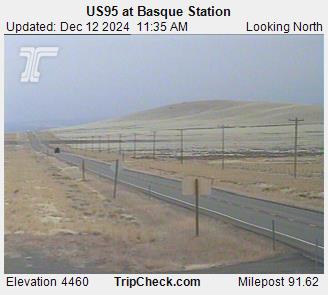 US95 at Basque Station
Updated: Dec 12 2024 11:35 AM Looking North
Elevation 4460 TripCheck.com Milepost 91.62